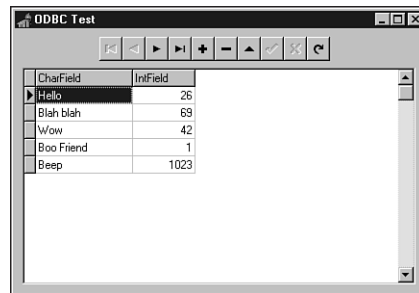 ODBC Test
CharField IntField
Hello 26
Blah blah 69
Wow 42
Boo Friend 1
Beep 1023